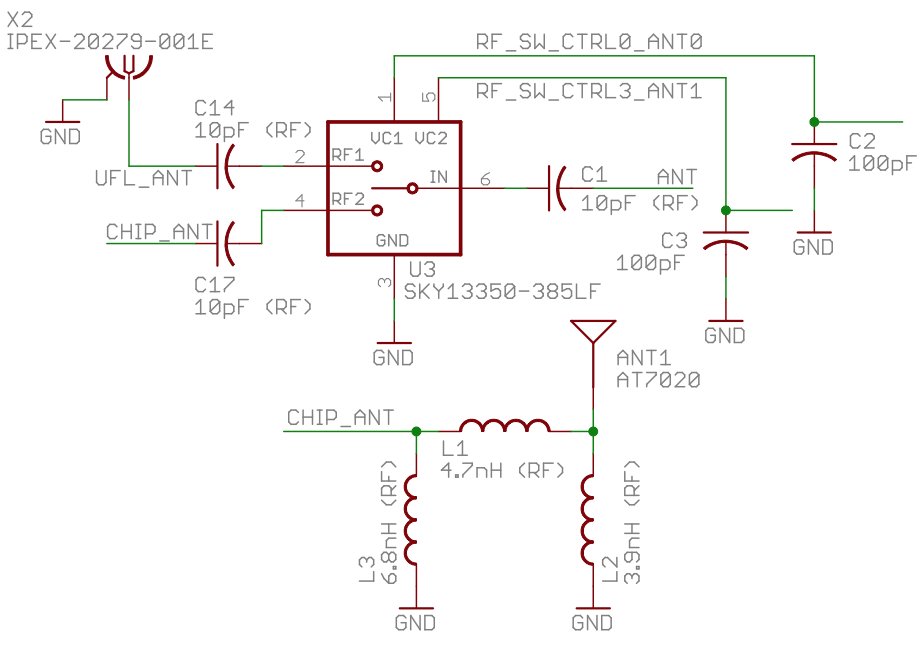 X2
IPEX-20279-001E
RF_SW_CTRL0_ANT0
RF_SW_CTRL3_ANT1
1
5
GND
C14
10pF (RF)
VC1 VC2
C2
100pF
2
RF1
UFL_ANT
IN
6
C1
10pF (RF)
ANT
4
RF2
CHIP_ANT
GND
C3
100pF
GND
C17
10pF (RF)
3
U3
SKY13350-385LF
GND
GND
ANT1
AT7020
CHIP_ANT
L1
4.7nH (RF)
L3
6.8nH (RF)
L2
3.9nH (RF)
GND
GND